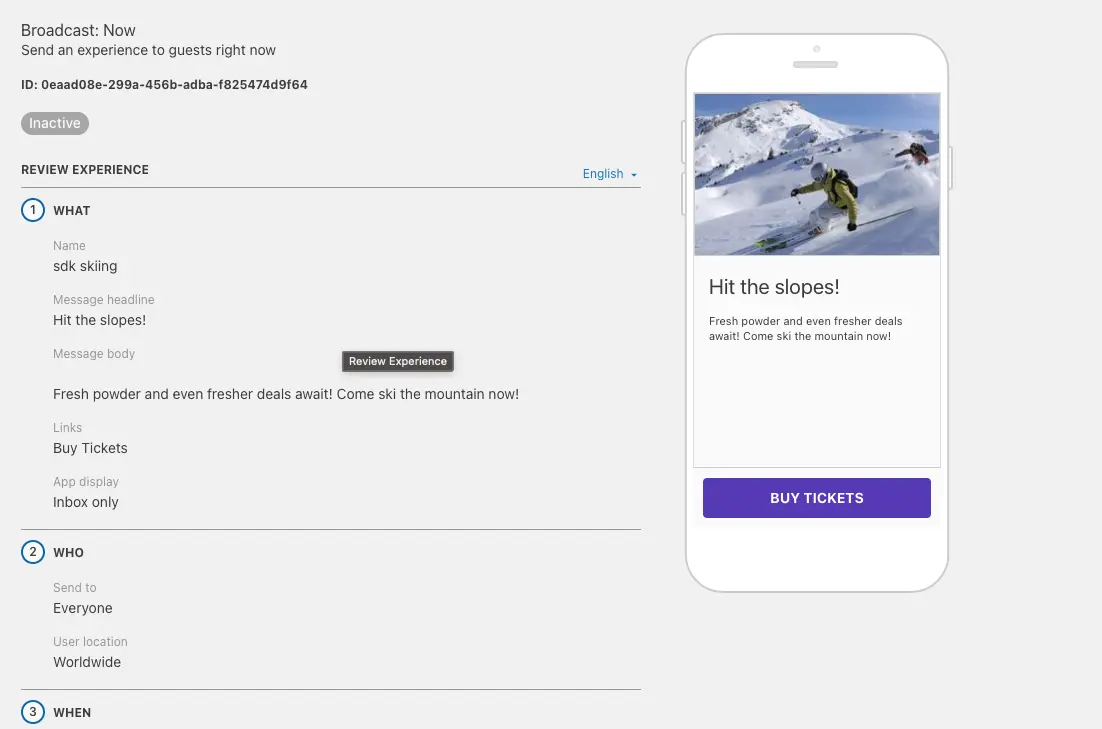 Broadcast: Now
Send an experience to guests right now
ID: 0eaad08e-299a-456b-adba-f825474d9f64
Inactive
REVIEW EXPERIENCE
English
1 WHAT
Name
sdk skiing
Message headline
Hit the slopes!
Message body
Review Experience
Fresh powder and even fresher deals await! Come ski the mountain now!
Links
Buy Tickets
App display
Inbox only
2 WHO
Send to
Everyone
User location
Worldwide
3 WHEN
Hit the slopes!
Fresh powder and even fresher deals
await! Come ski the mountain now!
BUY TICKETS